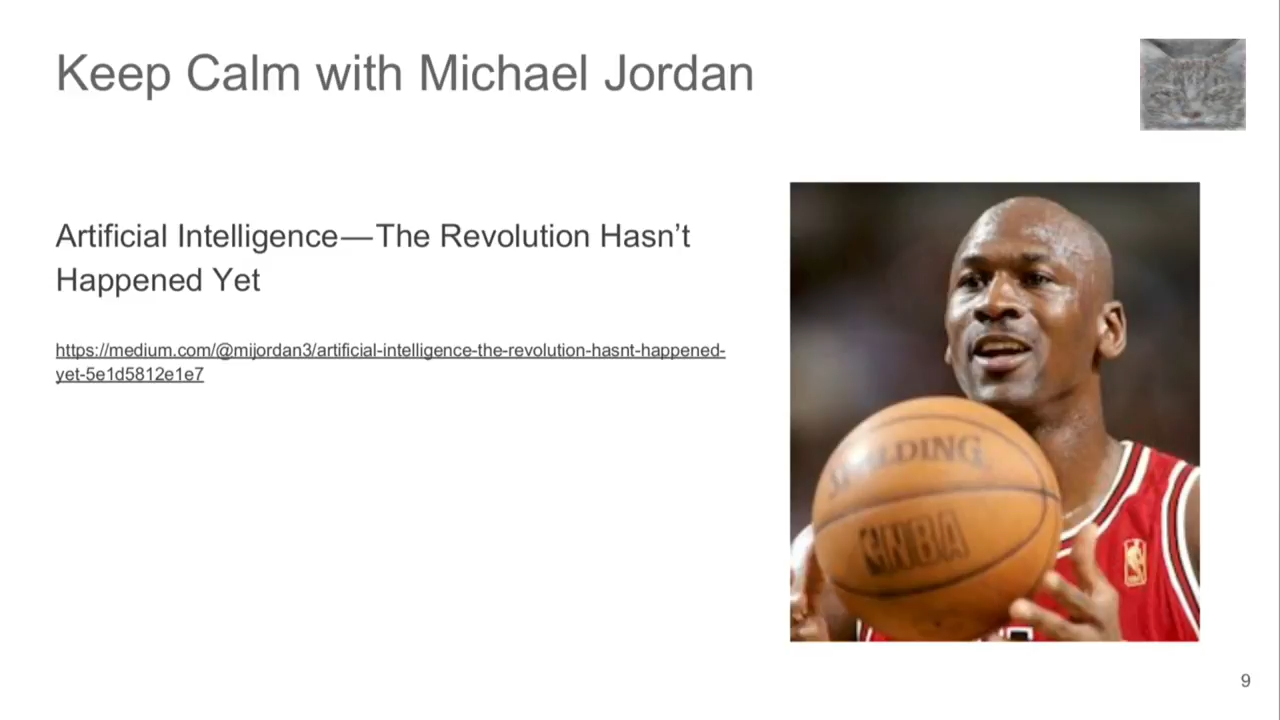 Keep Calm with Michael Jordan
Artificial Intelligence — The Revolution Hasn’t
Happened Yet
https://medium.com/@mijordan3/artificial-intelligence-the-revolution-hasnt-happened-
yet-5e1d5812e1e7
SPALDING
NBA
9